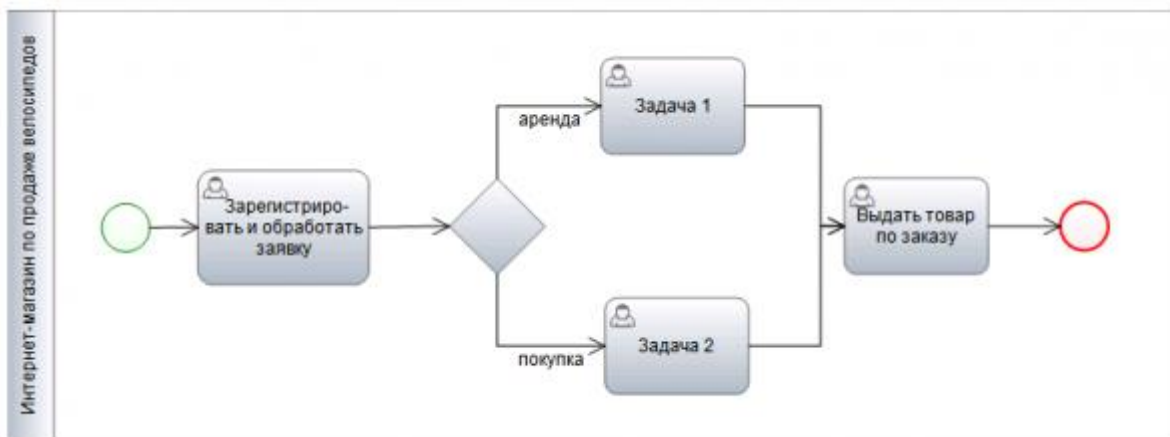 Интернет-магазин по продаже велосипедов
Зарегистриро-
вать и обработать
заявку
аренда
Задача 1
покупка
Задача 2
Выдать товар
по заказу